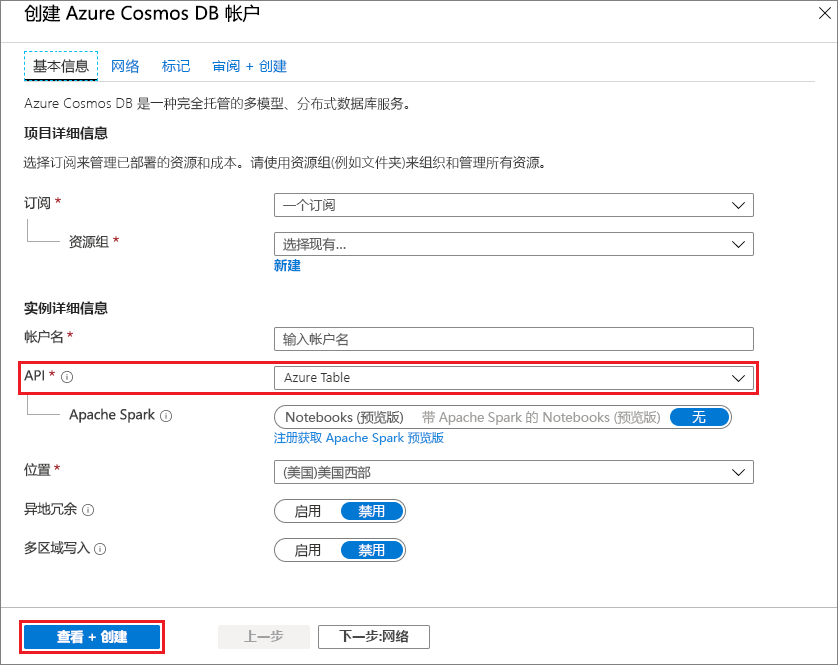 创建 Azure Cosmos DB 帐户
基本信息 网络 标记 审阅 + 创建
Azure Cosmos DB 是一种完全托管的多模型、分布式数据库服务。
项目详细信息
选择订阅来管理已部署的资源和成本。请使用资源组(例如文件夹)来组织和管理所有资源。
订阅 * 一个订阅
资源组 * 选择现有...
新建
实例详细信息
帐户名 * 输入帐户名
API * Azure Table
Apache Spark Notebooks (预览版) 带 Apache Spark 的 Notebooks (预览版) 无
注册获取 Apache Spark 预览版
位置 * (美国)美国西部
异地冗余 启用 禁用
多区域写入 启用 禁用
查看 + 创建 上一步 下一步:网络